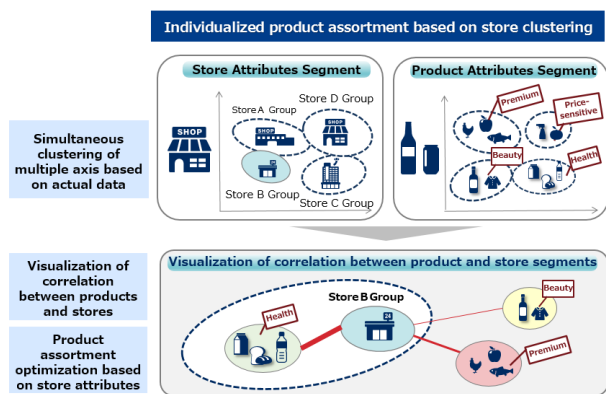 Individualized product assortment based on store clustering
Simultaneous
clustering of
multiple axis based
on actual data
Store Attributes Segment
Store A Group
Store D Group
SHOP
SHOP
SHOP
Store B Group
Store C Group
Product Attributes Segment
Premium
Price-
sensitive
Beauty
Health
Visualization of
correlation
between products
and stores
Product
assortment
optimization based
on store attributes
Visualization of correlation between product and store segments
Store B Group
Health
24
Beauty
Premium